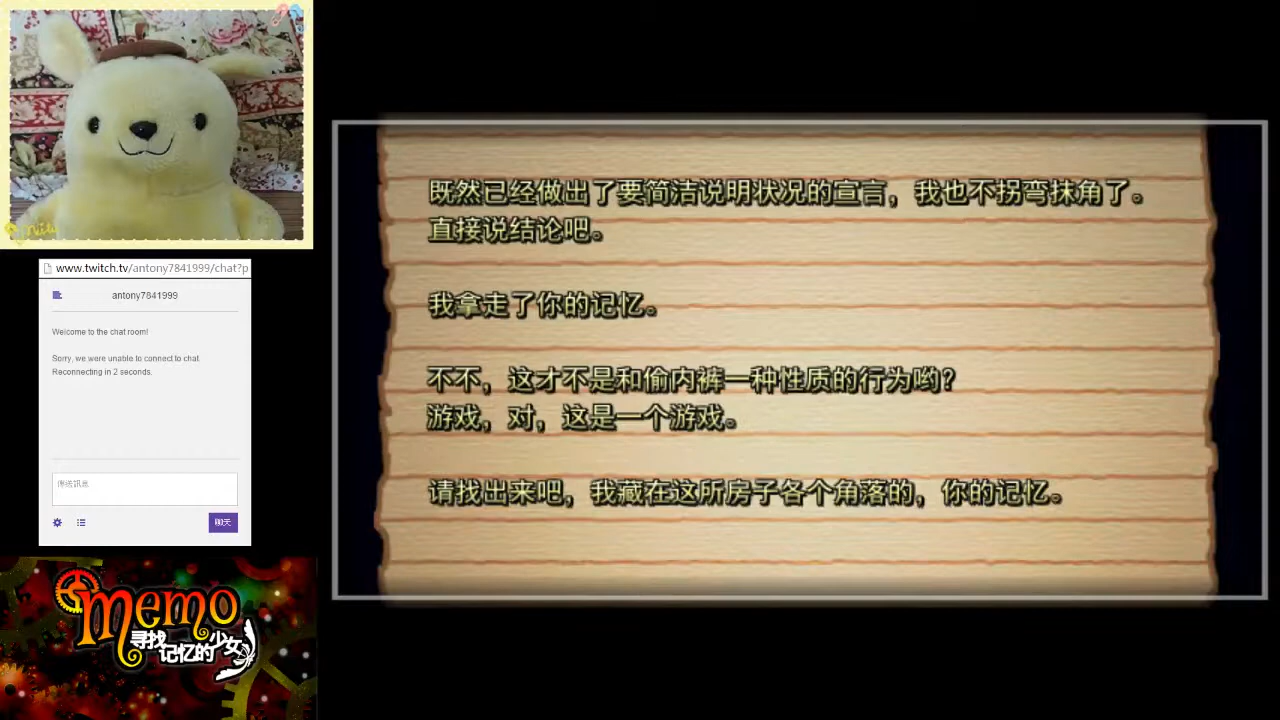 www.twitch.tv/antony7841999/chat?p
antony7841999
Welcome to the chat room!
Sorry, we were unable to connect to chat.
Reconnecting in 2 seconds.
傳送訊息
聊天
memo
寻找记忆的少女
既然已经做出了要简洁说明状况的宣言，我也不拐弯抹角了。
直接说结论吧。
我拿走了你的记忆。
不不，这才不是和偷内裤一种性质的行为哟？
游戏，对，这是一个游戏。
请找出来吧，我藏在这所房子各个角落的，你的记忆。